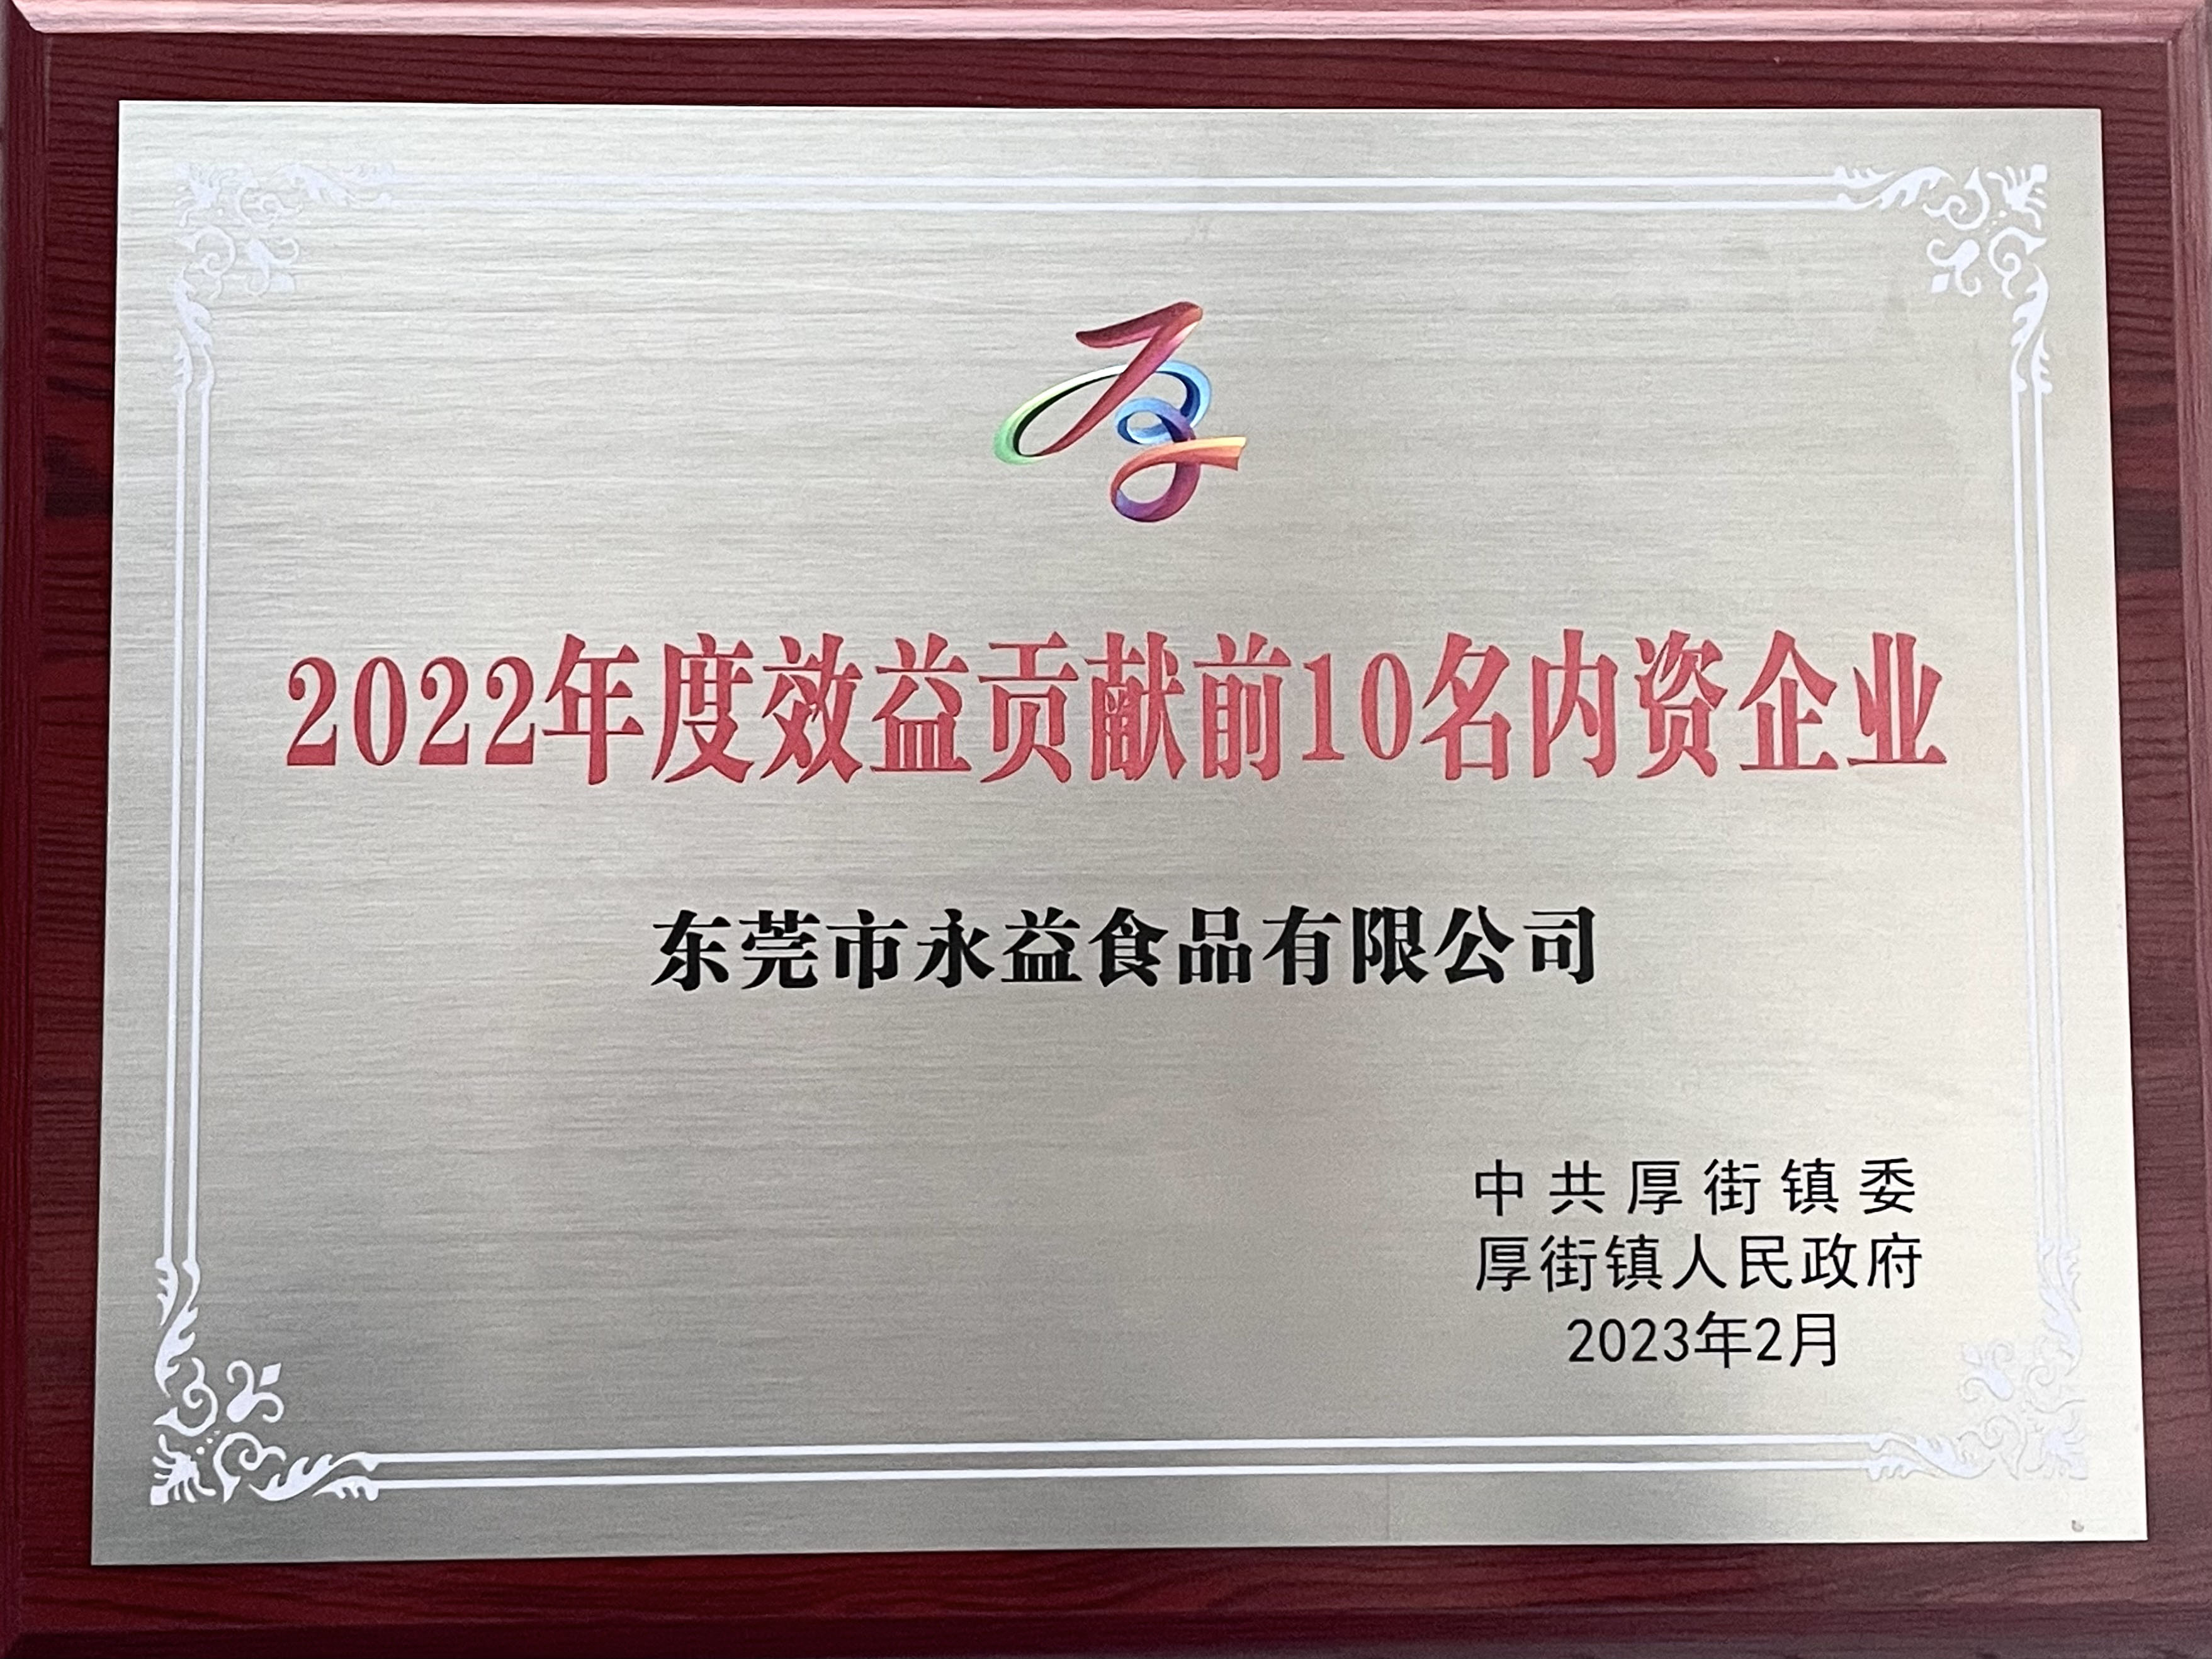 2022年度效益贡献前10名内资企业
东莞市永益食品有限公司
中共厚街镇委
厚街镇人民政府
2023年2月